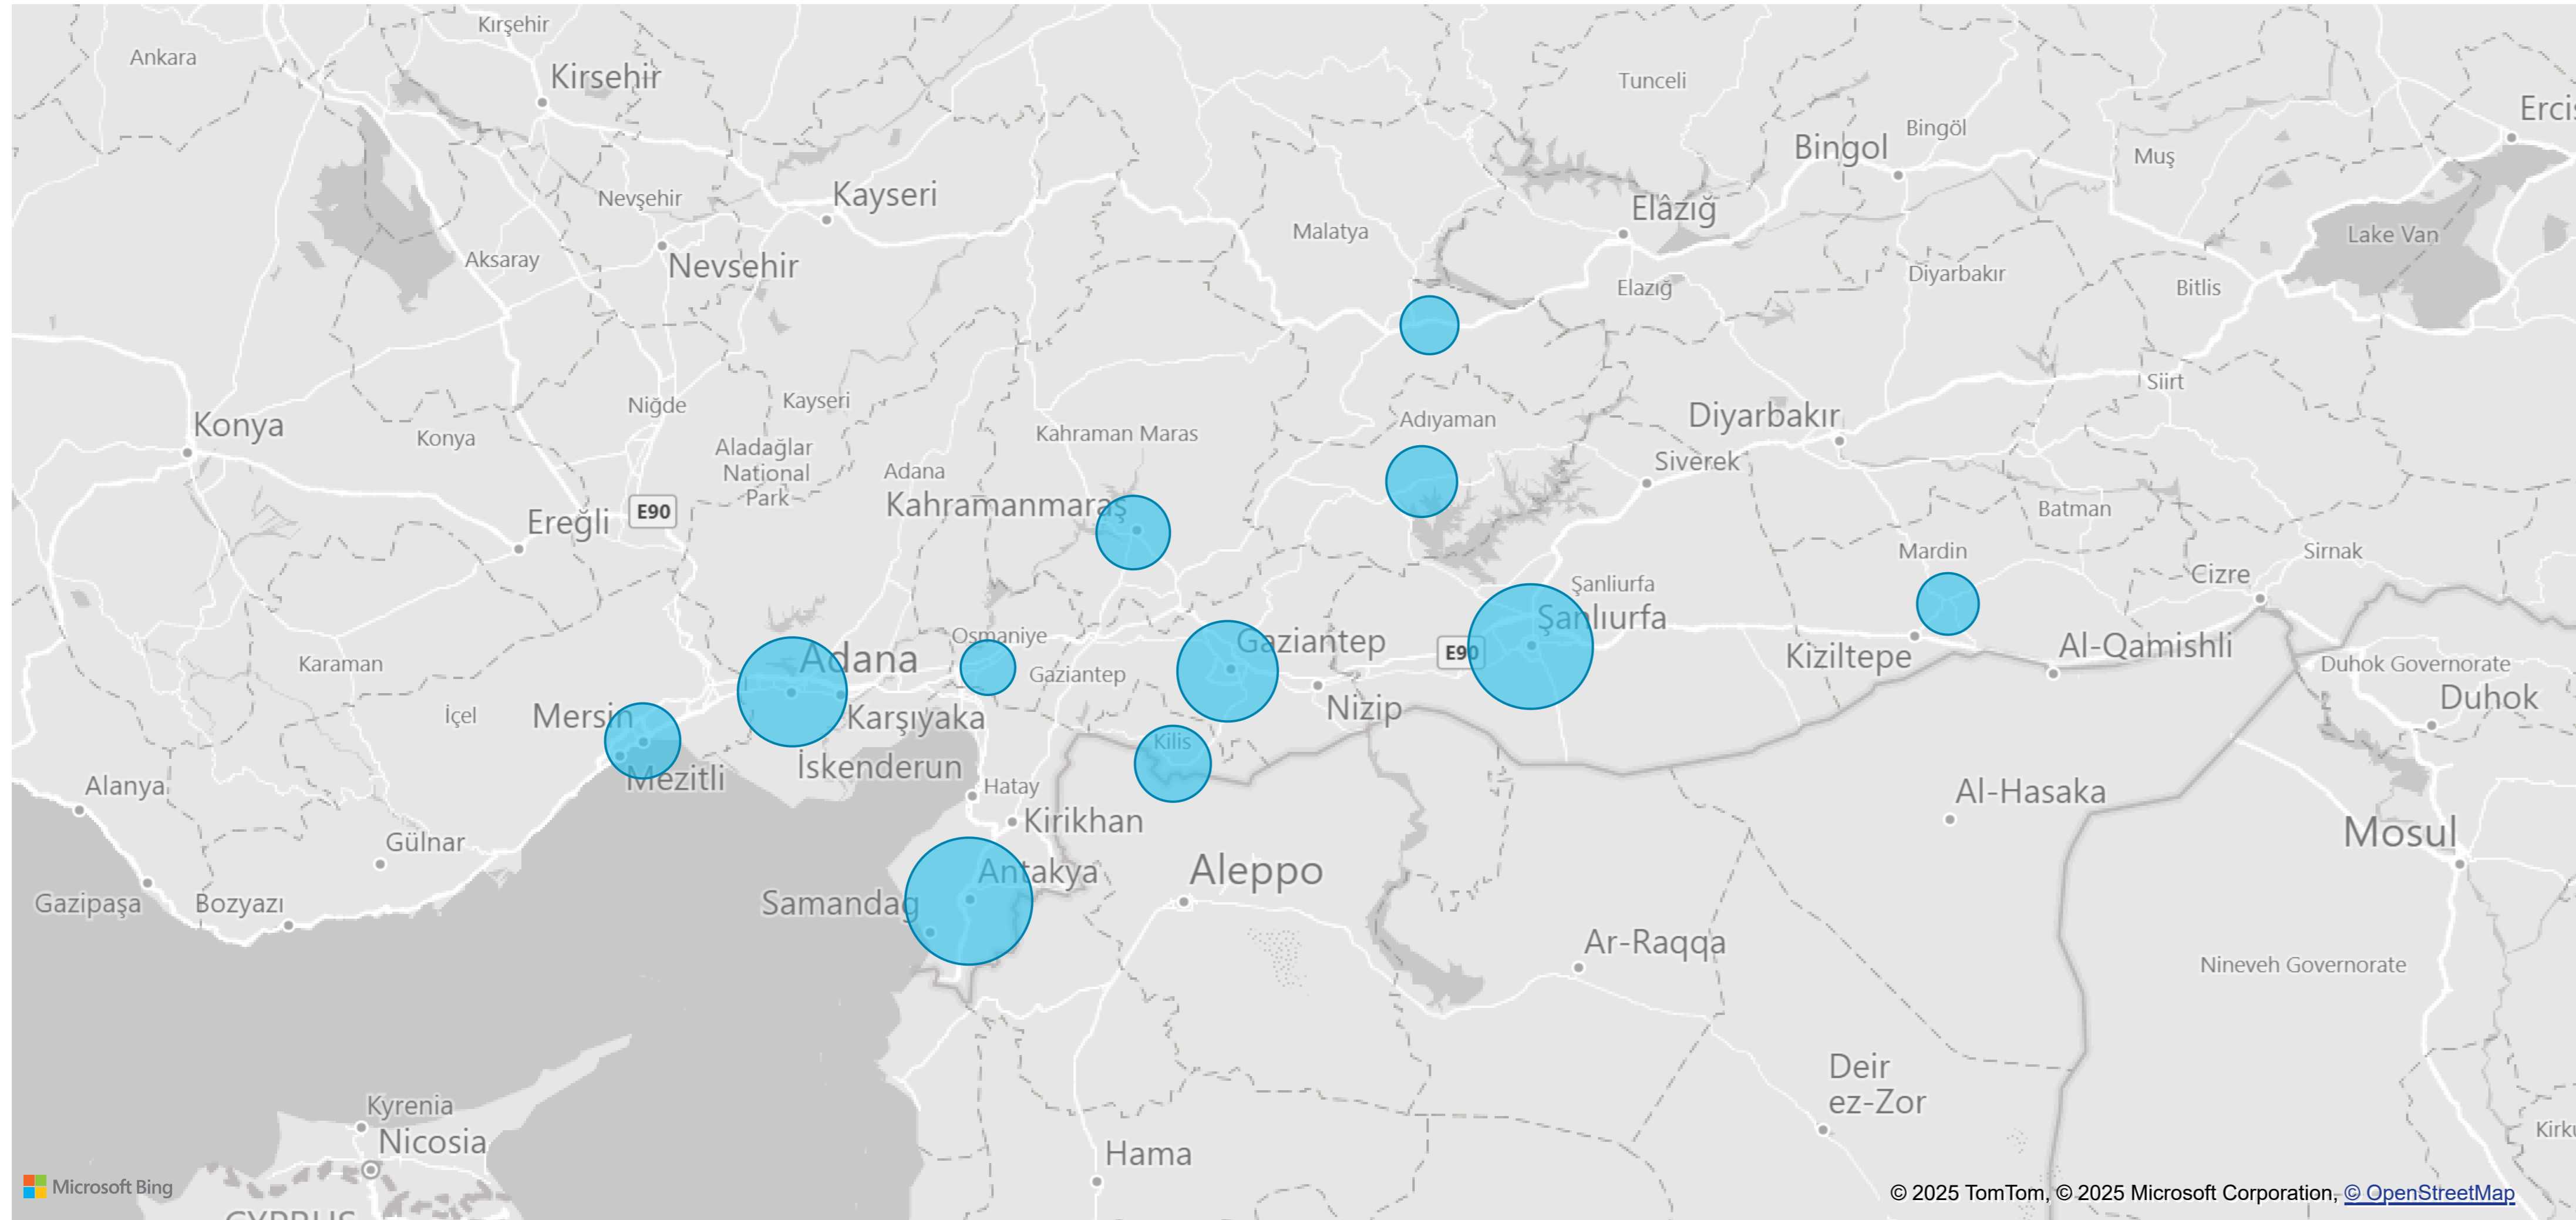 Kırşehir
Ankara
Kirsehir
Tunceli
Erci
Bingöl
Bingol
Muş
Kayseri
Nevşehir
Elâzığ
Malatya
Lake Van
Aksaray
Nevsehir
Diyarbakır
Elazığ
Bitlis
Siirt
Kayseri
Niğde
Adıyaman
Diyarbakır
Konya
Kahraman Maras
Konya
Aladağlar
National
Park
Siverek
Adana
Kahramanmaraş
Batman
E90
Ereğli
Mardin
Sirnak
Cizre
Şanlıurfa
Şanlıurfa
Osmaniye
Gaziantep
Al-Qamishli
E90
Kiziltepe
Adana
Karaman
Duhok Governorate
Gaziantep
Duhok
Nizip
İçel
Mersin
Karşıyaka
Kilis
İskenderun
Mezitli
Alanya
Hatay
Al-Hasaka
Kirikhan
Mosul
Gülnar
Antakya
Aleppo
Gazipaşa
Bozyazı
Samandag
Ar-Raqqa
Nineveh Governorate
Deir
ez-Zor
Kyrenia
Kirku
Nicosia
Hama
Microsoft Bing
© 2025 TomTom, © 2025 Microsoft Corporation, © OpenStreetMap
CYPRUS